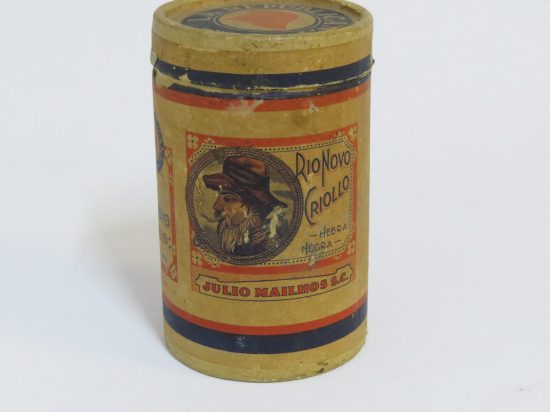 RIO NOVO
CRIOLLO
— HEBRA
NEGRA —
JULIO MAILHOS S.C.